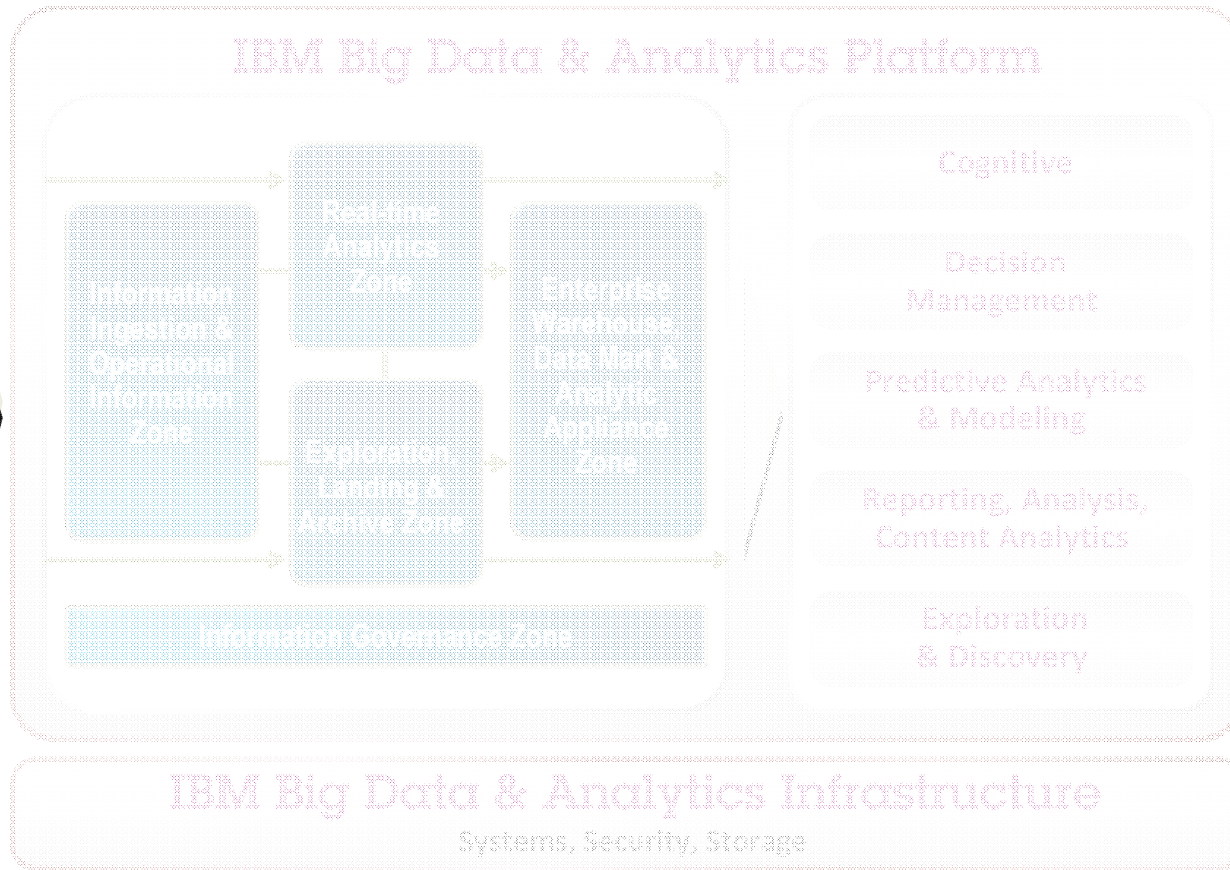 IBM Big Data & Analytics Platform
Real-time
Analytics
Zone
Information
Ingestion &
Operational
Information
Zone
Enterprise
Warehouse,
Data Mart &
Analytic
Appliance
Zone
Exploration,
Landing &
Archive Zone
Information Governance Zone
Cognitive
Decision
Management
Predictive Analytics
& Modeling
Reporting, Analysis,
Content Analytics
Exploration
& Discovery
IBM Big Data & Analytics Infrastructure
Systems, Security, Storage